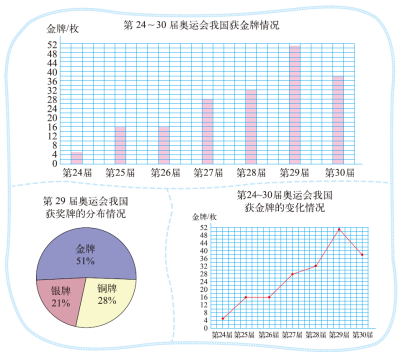 第 24～30 届奥运会我国获金牌情况
金牌/枚
52
48
44
40
36
32
28
24
20
16
12
8
4
0
第24届 第25届 第26届 第27届 第28届 第29届 第30届
第 29 届奥运会我国
获奖牌的分布情况
金牌
51%
银牌
21%
铜牌
28%
第24~30届奥运会我国
获金牌的变化情况
金牌/枚
52
48
44
40
36
32
28
24
20
16
12
8
4
0
第24届 第25届 第26届 第27届 第28届 第29届 第30届